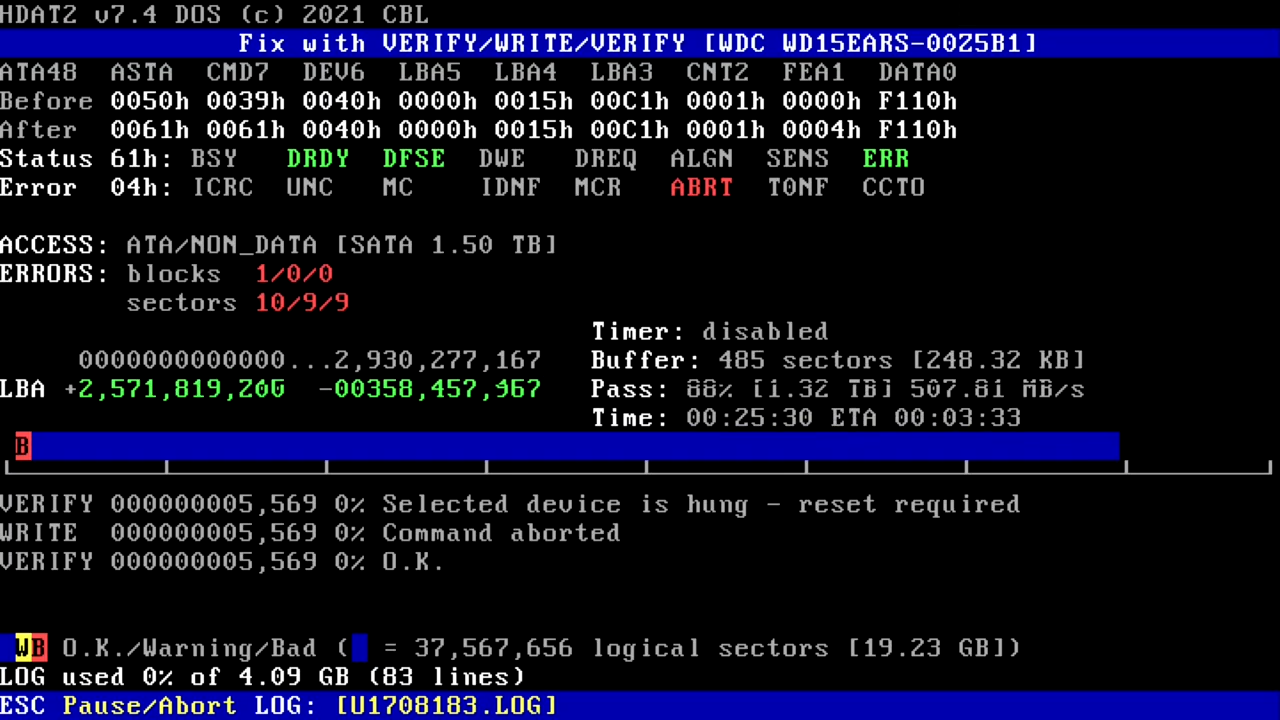 HDAT2 v7.4 DOS (c) 2021 CBL
Fix with VERIFY/WRITE/VERIFY [WDC WD15EARS-00Z5B1]
ATA48 ASTA CMD7 DEV6 LBA5 LBA4 LBA3 CNT2 FEA1 DATA0
Before 0050h 0039h 0040h 0000h 0015h 00C1h 0001h 0000h F110h
After 0061h 0061h 0040h 0000h 0015h 00C1h 0001h 0004h F110h
Status 61h: BSY DRDY DFSE DWE DREQ ALGN SENS ERR
Error 04h: ICRC UNC MC IDNF MCR ABRT T0NF CCTO
ACCESS: ATA/NON_DATA [SATA 1.50 TB]
ERRORS: blocks 1/0/0
sectors 10/9/9
Timer: disabled
0000000000000...2,930,277,167 Buffer: 485 sectors [248.32 KB]
LBA Pass: 88% [1.32 TB] 507.81 MB/s
Time: 00:25:30 ETA 00:03:33
B
VERIFY 000000005,569 0% Selected device is hung - reset required
WRITE 000000005,569 0% Command aborted
VERIFY 000000005,569 0% O.K.
WB O.K./Warning/Bad ( = 37,567,656 logical sectors [19.23 GB])
LOG used 0% of 4.09 GB (83 lines)
ESC Pause/Abort LOG: [U1708183.LOG]